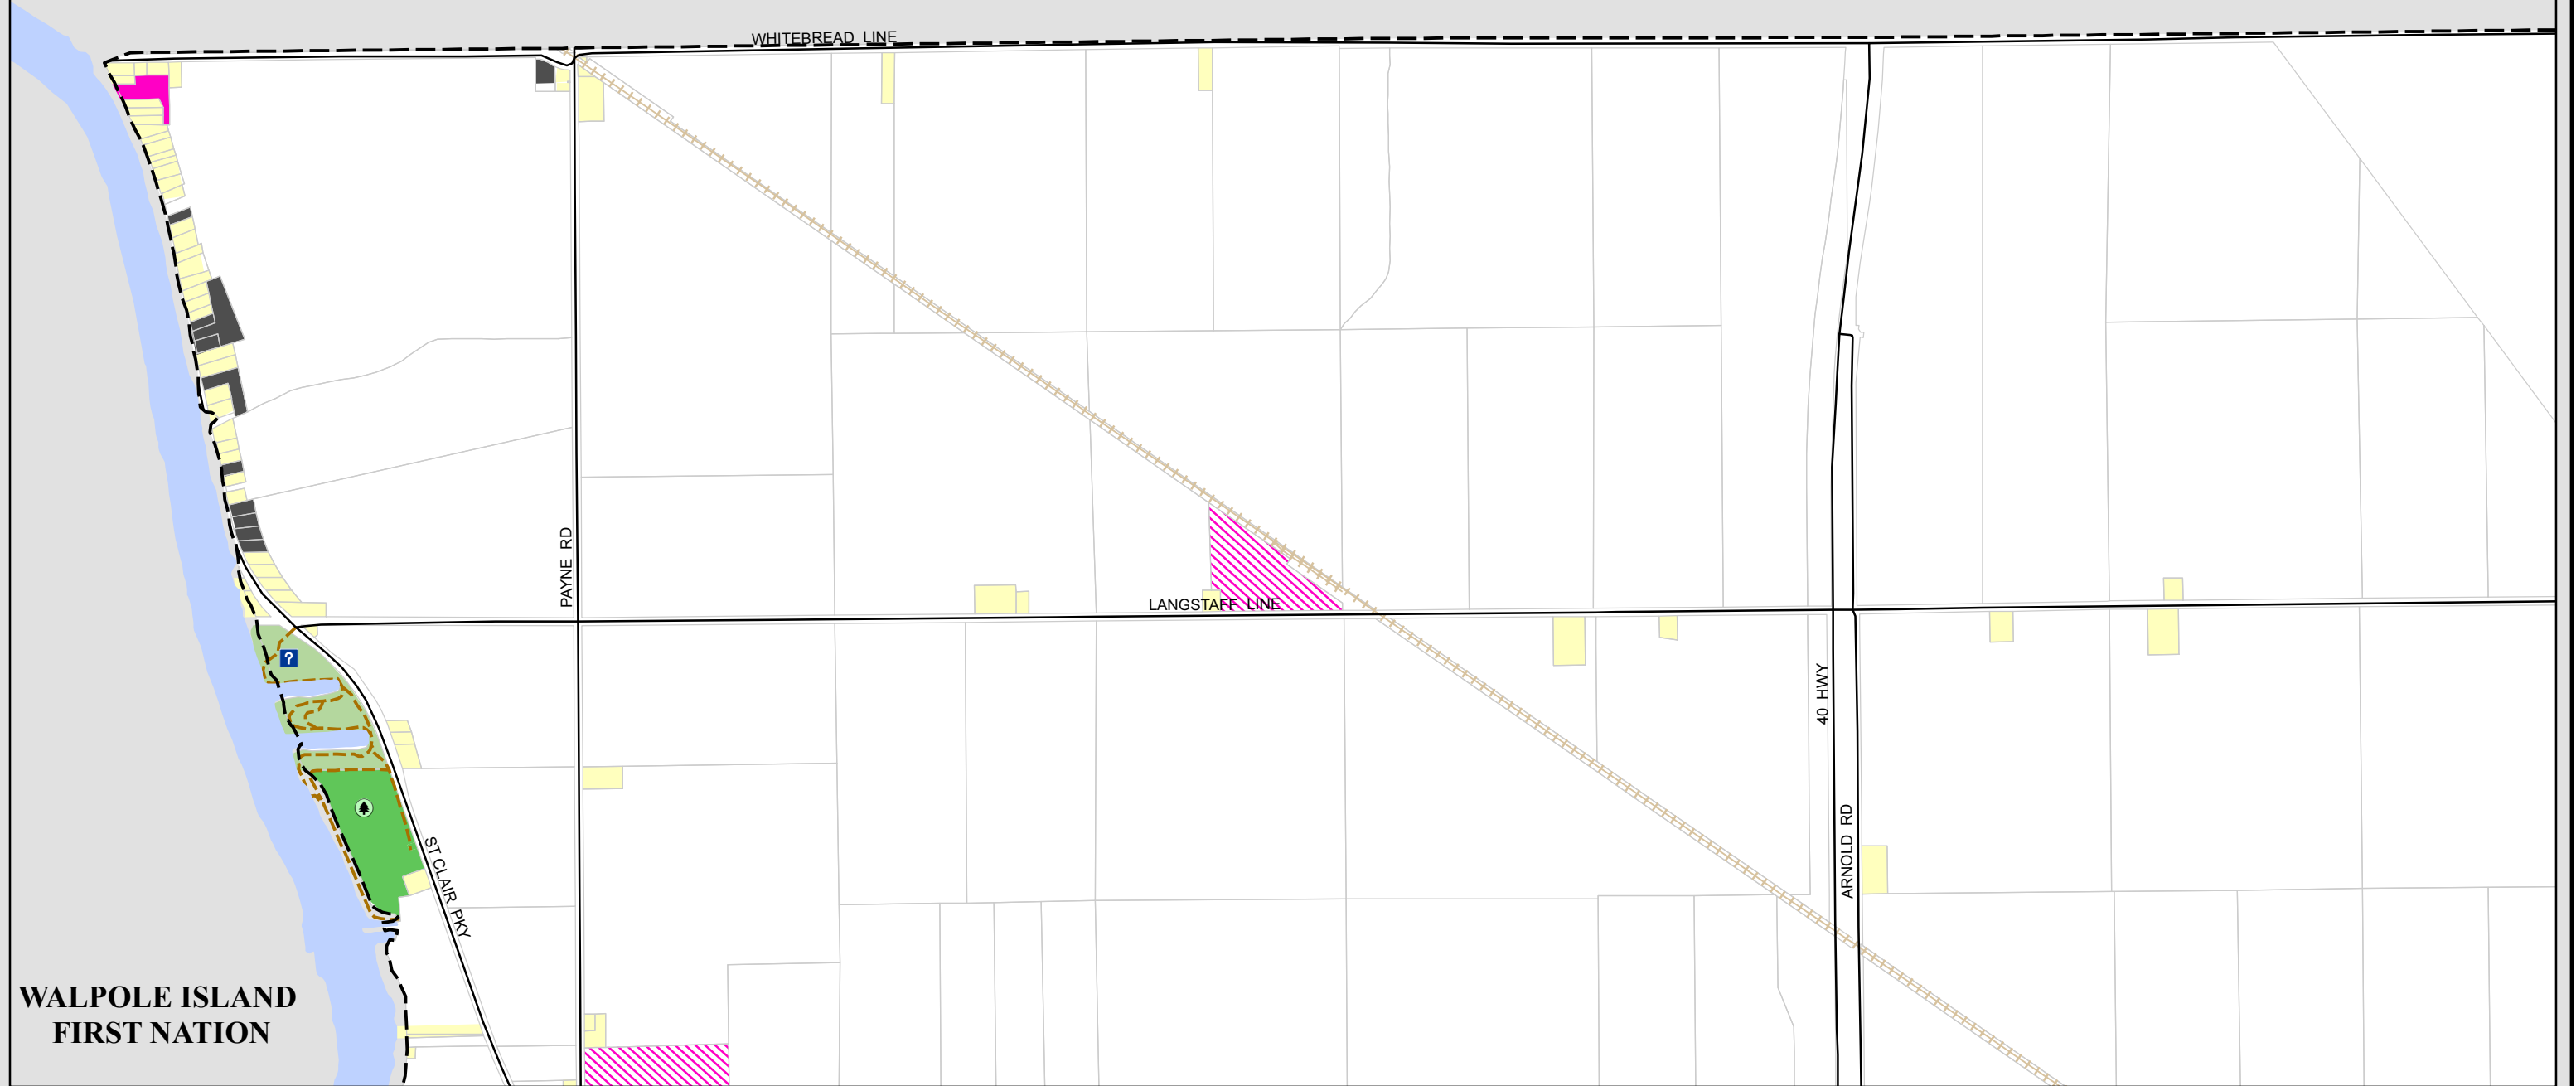 WHITEBREAD LINE
PAYNE RD
LANGSTAFF LINE
?
40 HWY
ARNOLD RD
ST CLAIR PKY
WALPOLE ISLAND
FIRST NATION